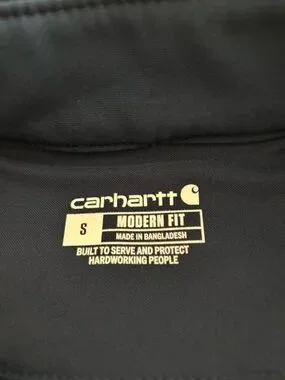 carhartt
S
MODERN FIT
MADE IN BANGLADESH
BUILT TO SERVE AND PROTECT
HARDWORKING PEOPLE